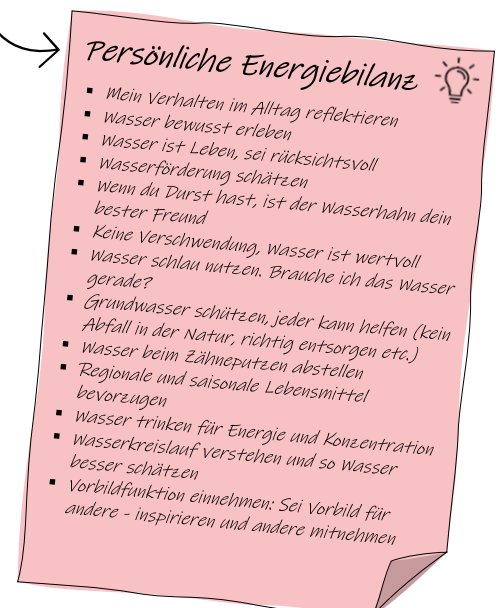 Persönliche Energiebilanz
▪ Mein Verhalten im Alltag reflektieren
▪ Wasser bewusst erleben
▪ Wasser ist Leben, sei rücksichtsvoll
▪ Wasserförderung schätzen
▪ Wenn du Durst hast, ist der Wasserhahn dein
bester Freund
▪ Keine Verschwendung, Wasser ist wertvoll
▪ Wasser schlau nutzen. Brauche ich das Wasser
gerade?
▪ Grundwasser schützen, jeder kann helfen (kein
Abfall in der Natur, richtig entsorgen etc.)
▪ Wasser beim Zähneputzen abstellen
▪ Regionale und saisonale Lebensmittel
bevorzugen
▪ Wasser trinken für Energie und Konzentration
▪ Wasserkreislauf verstehen und so Wasser
besser schätzen
▪ Vorbildfunktion einnehmen: Sei Vorbild für
andere - inspirieren und andere mitnehmen